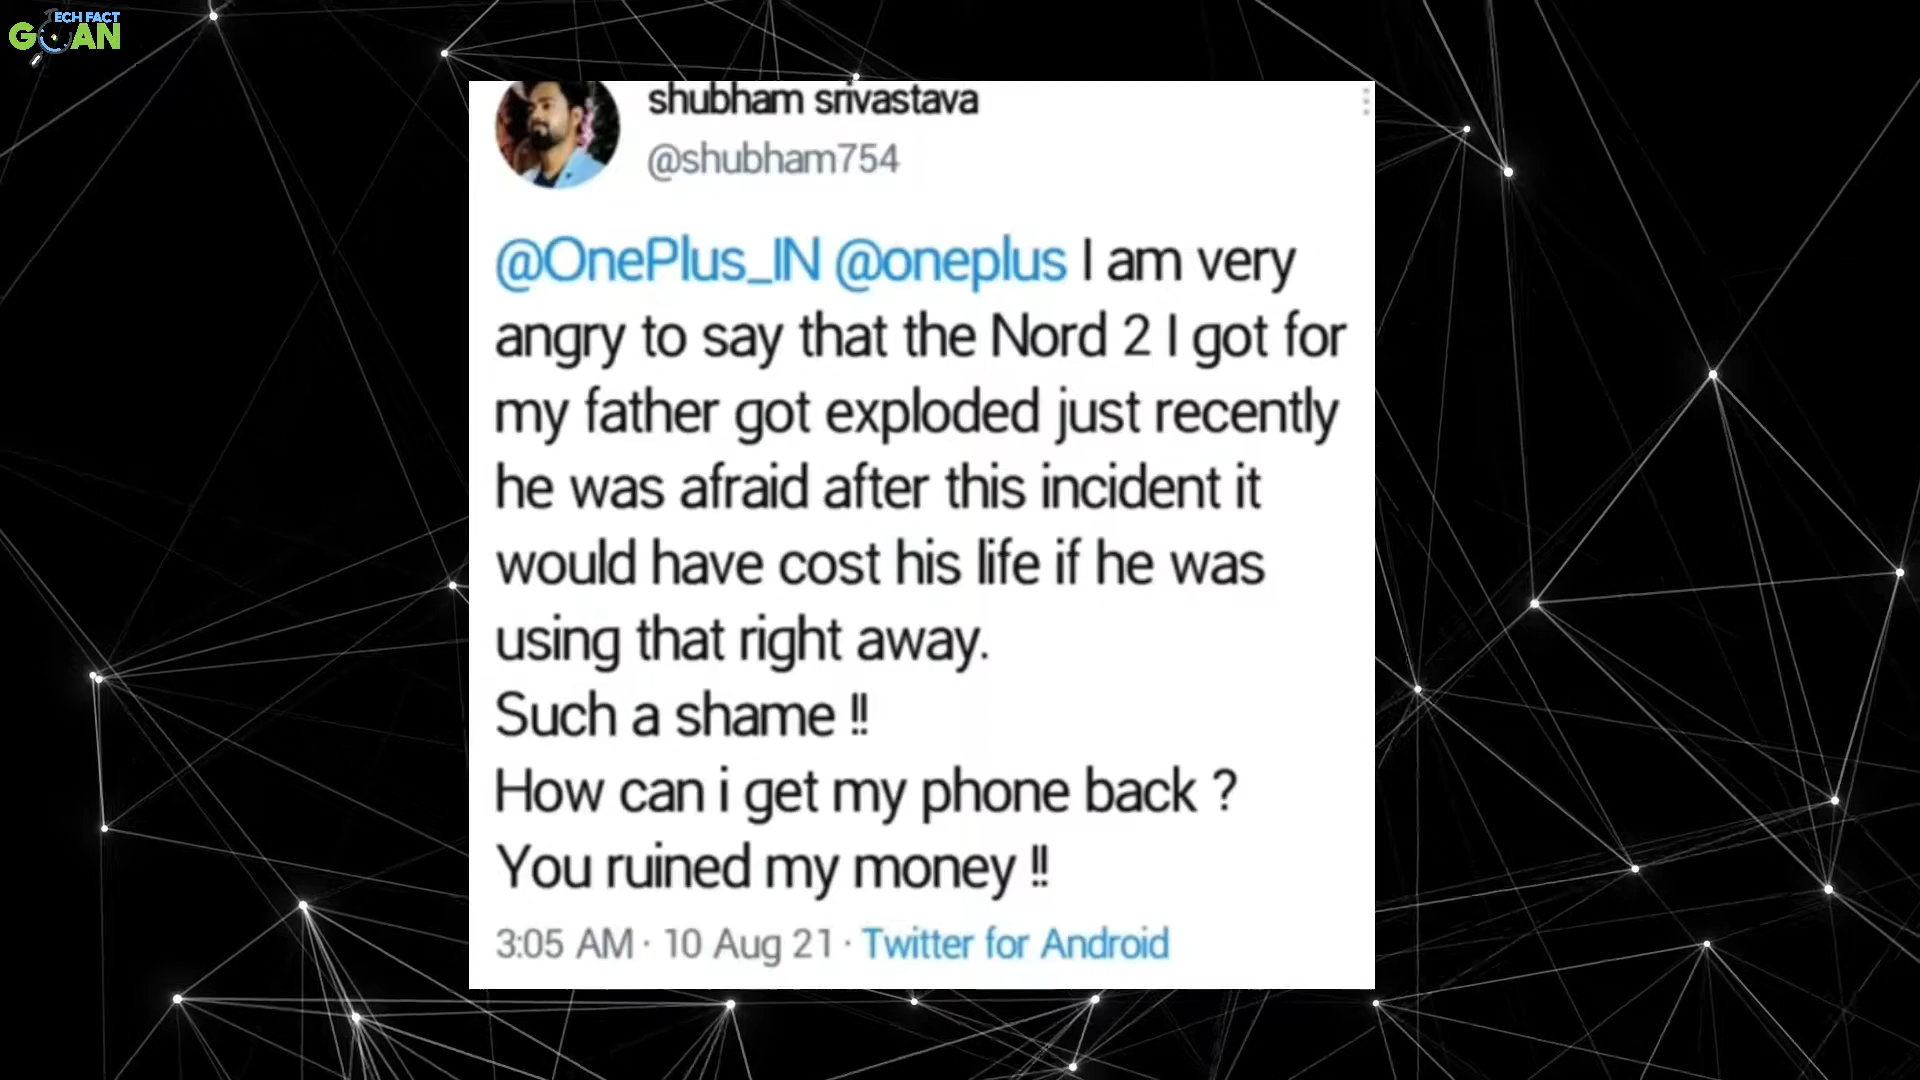 TECH FACT
GYAN
shubham srivastava
@shubham754
@OnePlus_IN @oneplus I am very
angry to say that the Nord 2 I got for
my father got exploded just recently
he was afraid after this incident it
would have cost his life if he was
using that right away.
Such a shame !!
How can i get my phone back ?
You ruined my money !!
3:05 AM · 10 Aug 21 · Twitter for Android